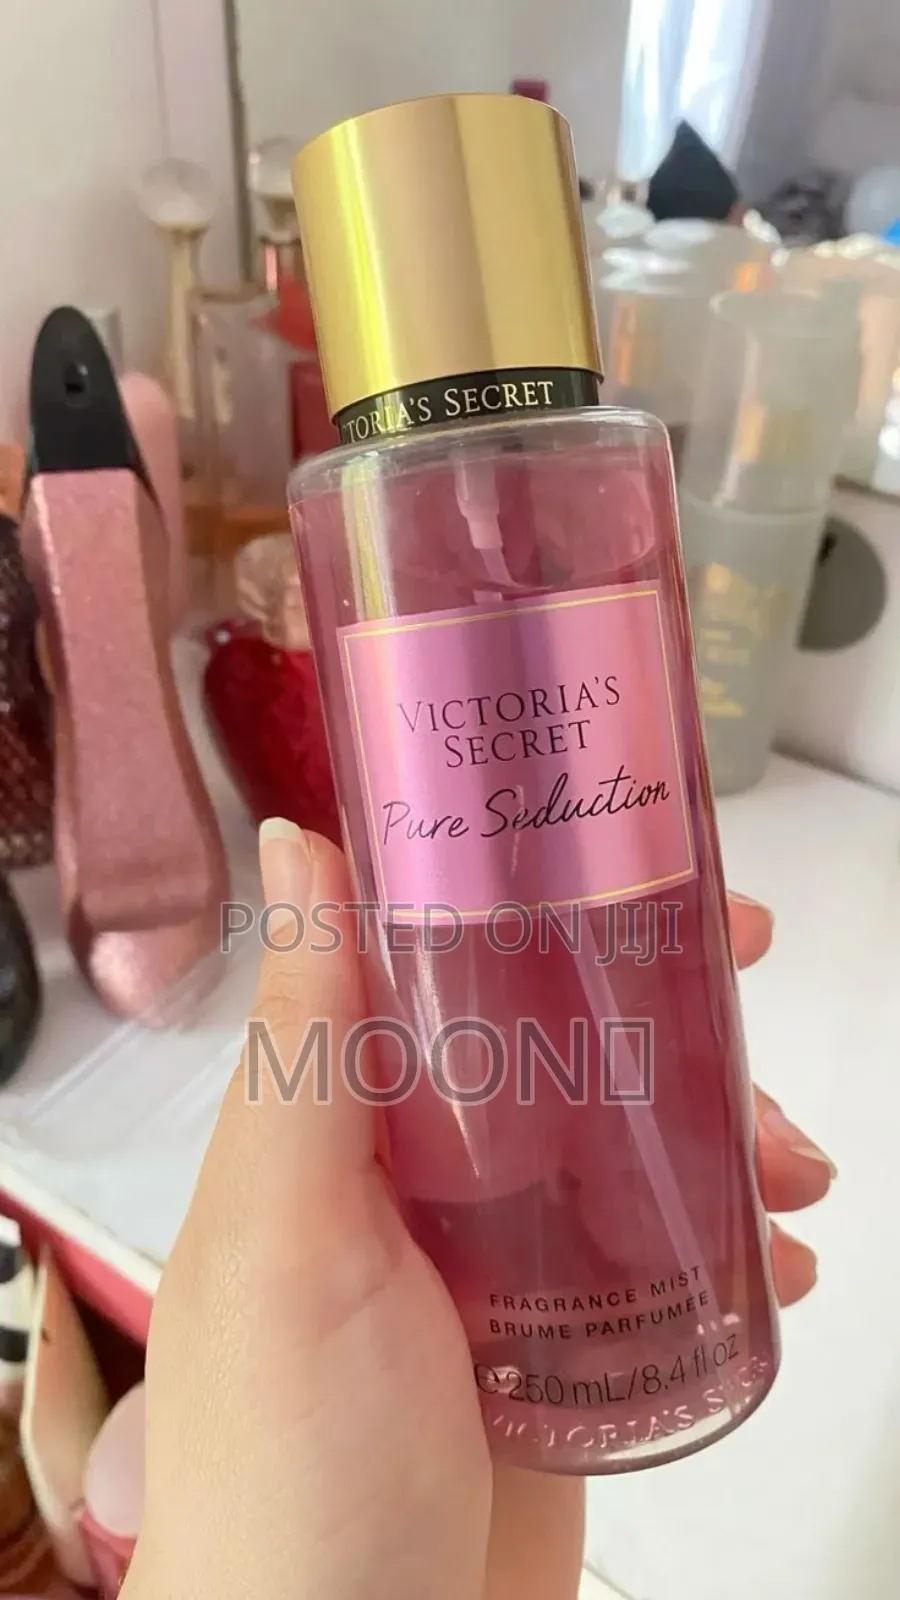 TORIA'S SECRET
VICTORIA'S
SECRET
Pure Seduction
POSTED ON JIJI
MOON
FRAGRANCE MIST
BRUME PARFUMÉE
e 250 mL/8.4 fl oz
VICTORIA'S